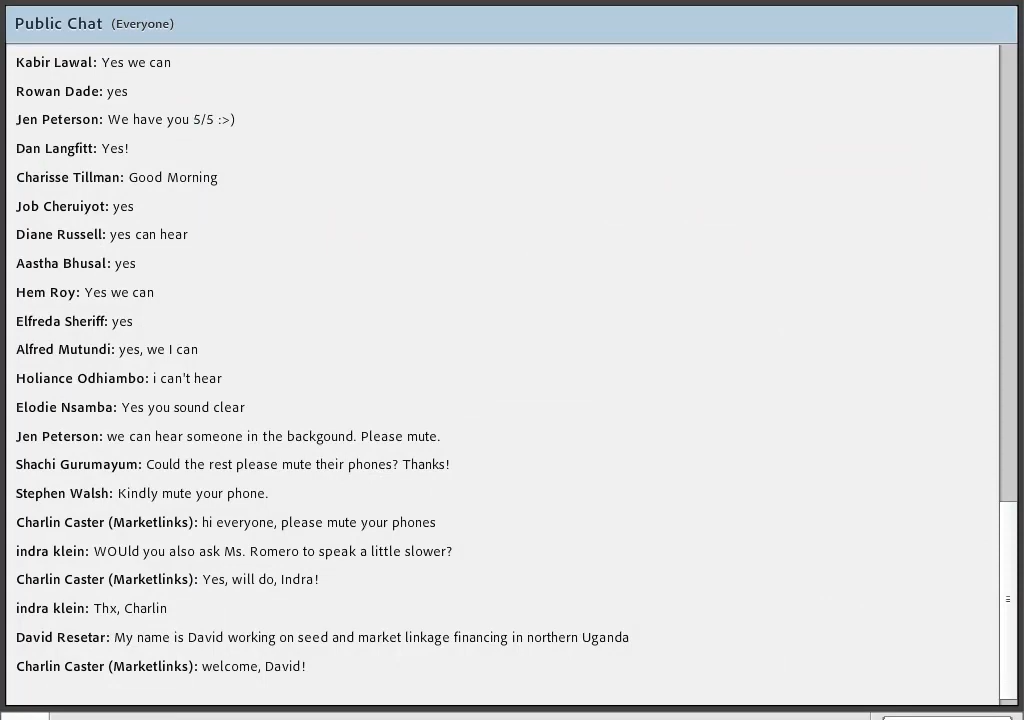 Public Chat (Everyone)
Kabir Lawal: Yes we can
Rowan Dade: yes
Jen Peterson: We have you 5/5 :>)
Dan Langfitt: Yes!
Charisse Tillman: Good Morning
Job Cheruiyot: yes
Diane Russell: yes can hear
Aastha Bhusal: yes
Hem Roy: Yes we can
Elfreda Sheriff: yes
Alfred Mutundi: yes, we I can
Holiance Odhiambo: i can't hear
Elodie Nsamba: Yes you sound clear
Jen Peterson: we can hear someone in the backgound. Please mute.
Shachi Gurumayum: Could the rest please mute their phones? Thanks!
Stephen Walsh: Kindly mute your phone.
Charlin Caster (Marketlinks): hi everyone, please mute your phones
indra klein: WOUld you also ask Ms. Romero to speak a little slower?
Charlin Caster (Marketlinks): Yes, will do, Indra!
indra klein: Thx, Charlin
David Resetar: My name is David working on seed and market linkage financing in northern Uganda
Charlin Caster (Marketlinks): welcome, David!